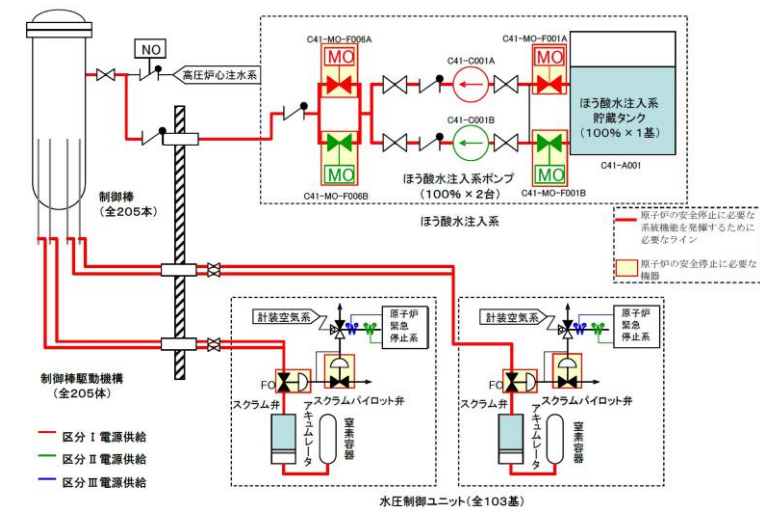 NO
高圧炉心注水系
C41-MO-F006A
MO
C41-MO-F001A
MO
C41-C001A
ほう酸水注入系
貯蔵タンク
(100%×1基)
C41-C001B
MO
C41-MO-F006B
ほう酸水注入系ポンプ
(100%×2台)
MO
C41-MO-F001B
C41-A001
ほう酸水注入系
制御棒
(全205本)
原子炉の安全停止に必要な
系統機能を発揮するために
必要なライン
原子炉の安全停止に必要な
機器
計装空気系
原子炉
緊急
停止系
FO
スクラム弁
スクラムパイロット弁
アキュムレータ
窒素容器
計装空気系
原子炉
緊急
停止系
FO
スクラム弁
スクラムパイロット弁
アキュムレータ
窒素容器
制御棒駆動機構
(全205体)
区分Ⅰ電源供給
区分Ⅱ電源供給
区分Ⅲ電源供給
水圧制御ユニット(全103基)